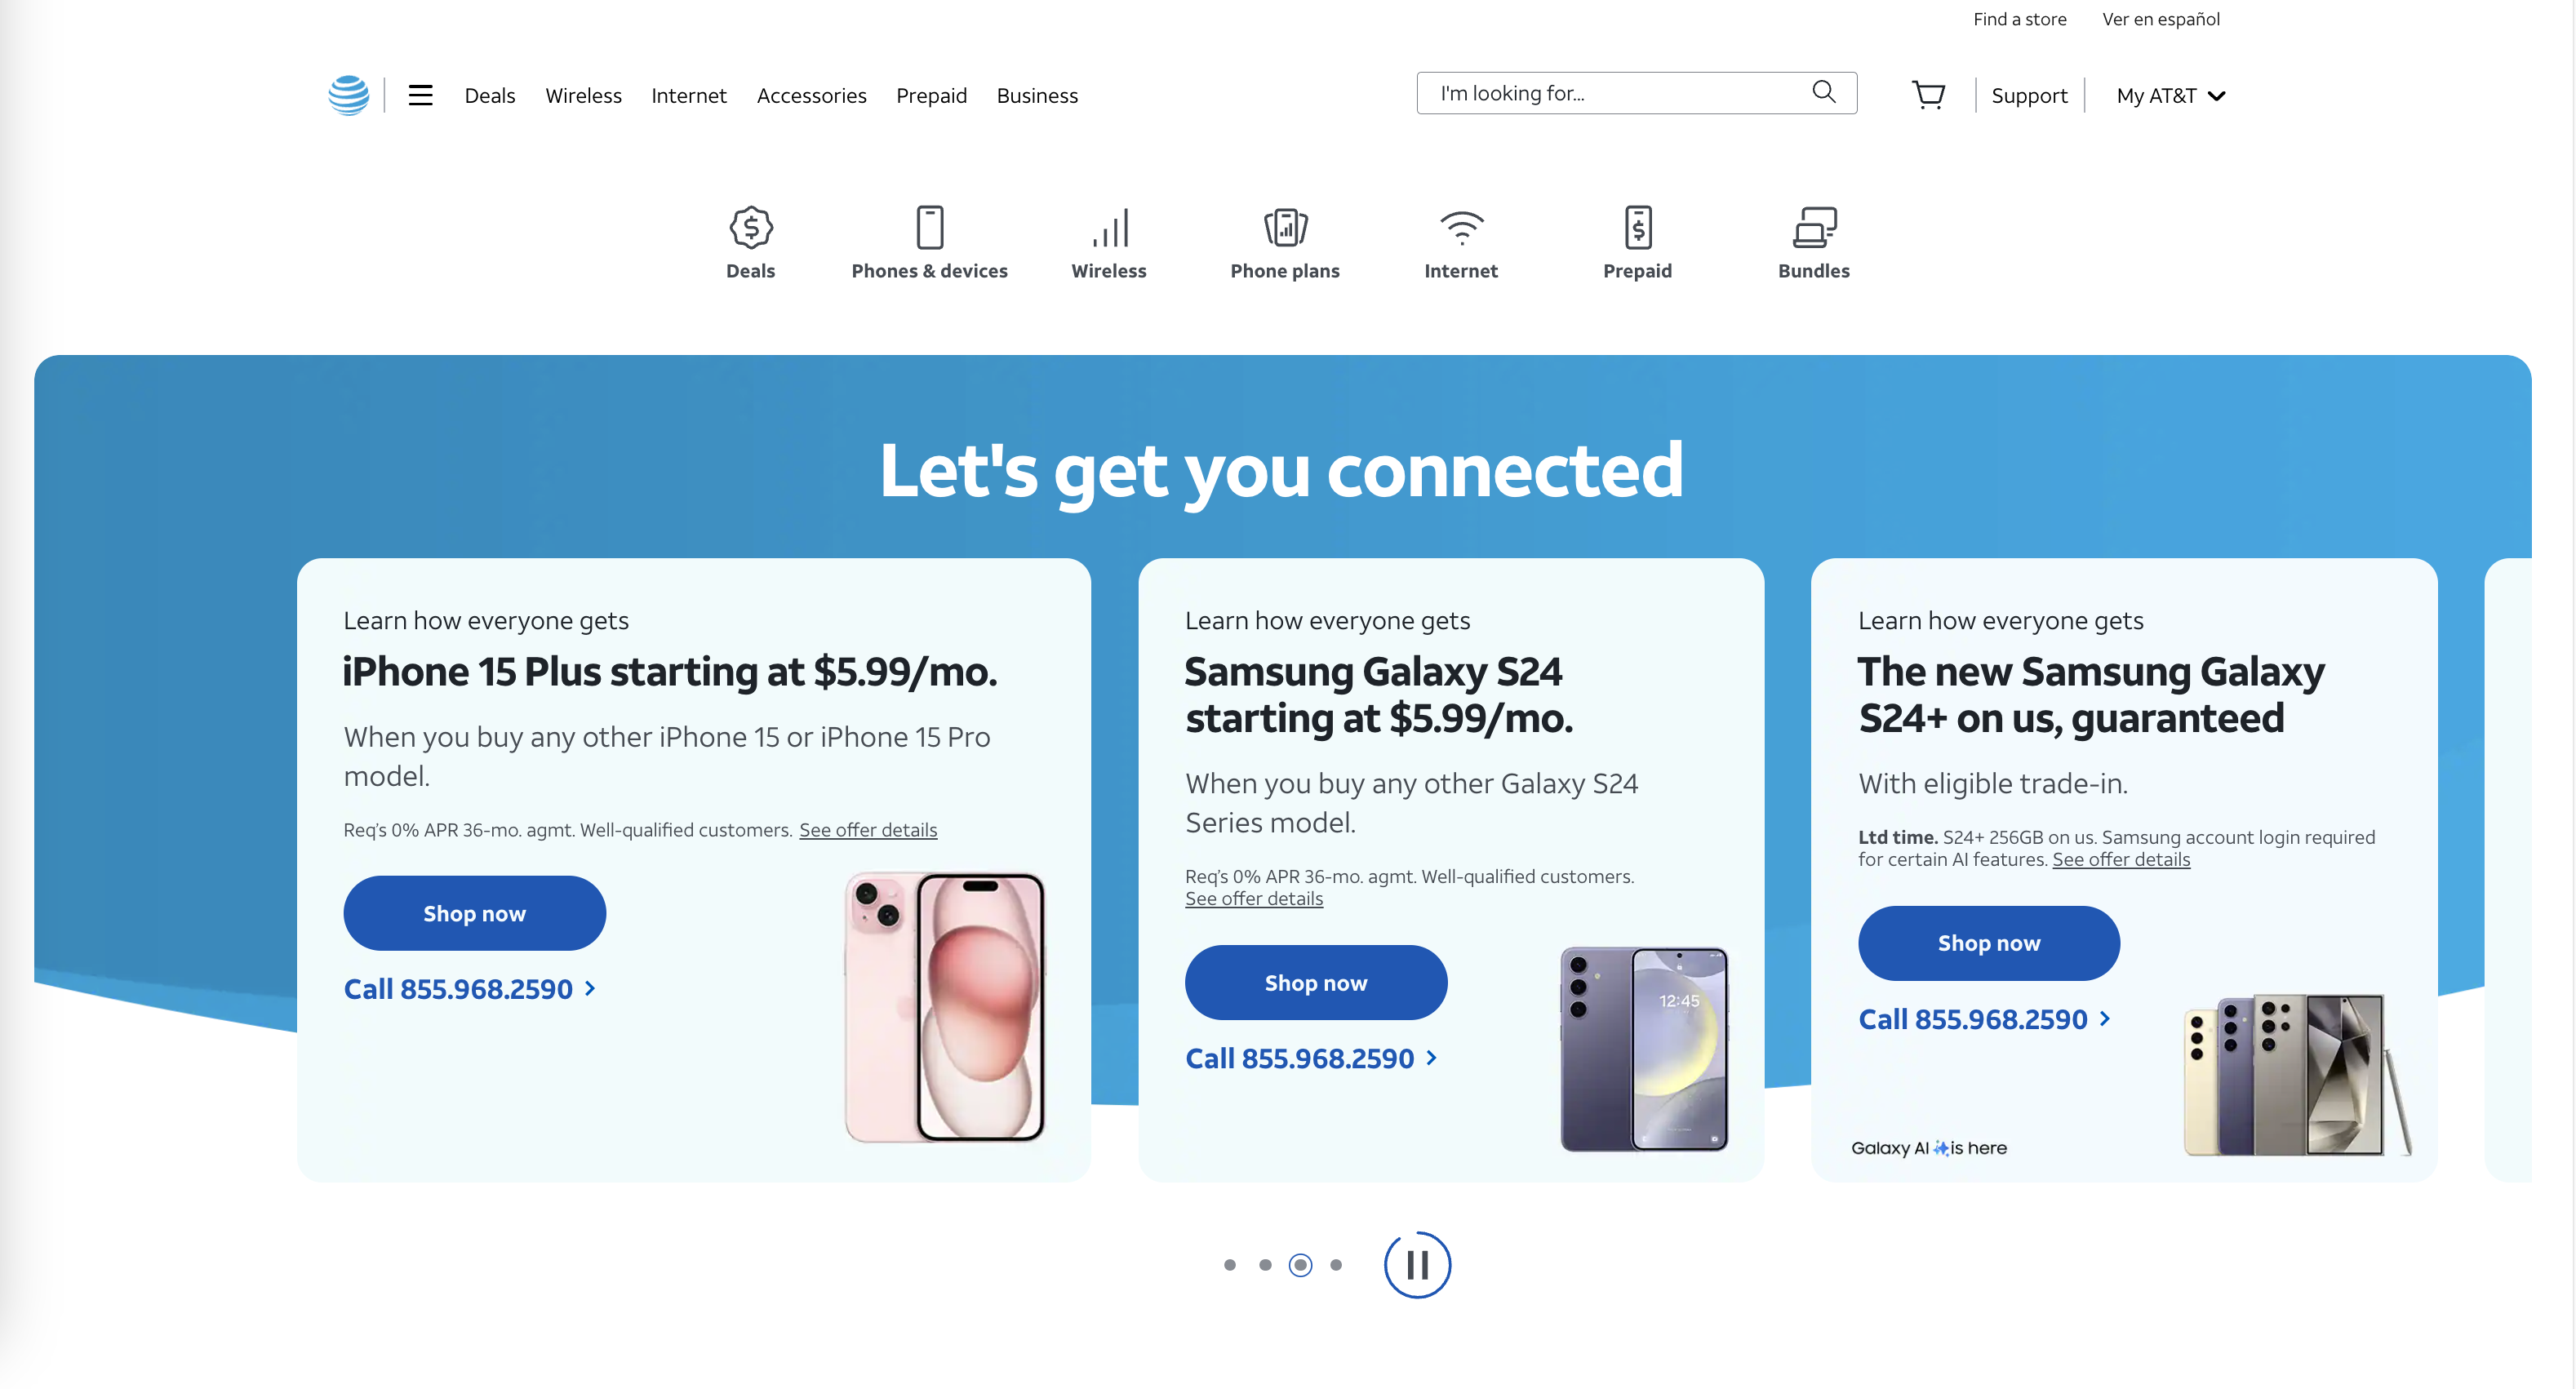 Find a store
Ver en español
Deals
Wireless
Internet
Accessories
Prepaid
Business
I'm looking for...
Support
My AT&T
Deals
Phones & devices
Wireless
Phone plans
Internet
Prepaid
Bundles
Let's get you connected
Learn how everyone gets
iPhone 15 Plus starting at $5.99/mo.
When you buy any other iPhone 15 or iPhone 15 Pro
model.
Req's 0% APR 36-mo. agmt. Well-qualified customers. See offer details
Shop now
Call 855.968.2590
Learn how everyone gets
Samsung Galaxy S24
starting at $5.99/mo.
When you buy any other Galaxy S24
Series model.
Req's 0% APR 36-mo. agmt. Well-qualified customers.
See offer details
Shop now
Call 855.968.2590
12:45
Learn how everyone gets
The new Samsung Galaxy
S24+ on us, guaranteed
With eligible trade-in.
Ltd time. S24+ 256GB on us. Samsung account login required
for certain AI features. See offer details
Shop now
Call 855.968.2590
Galaxy AI is here